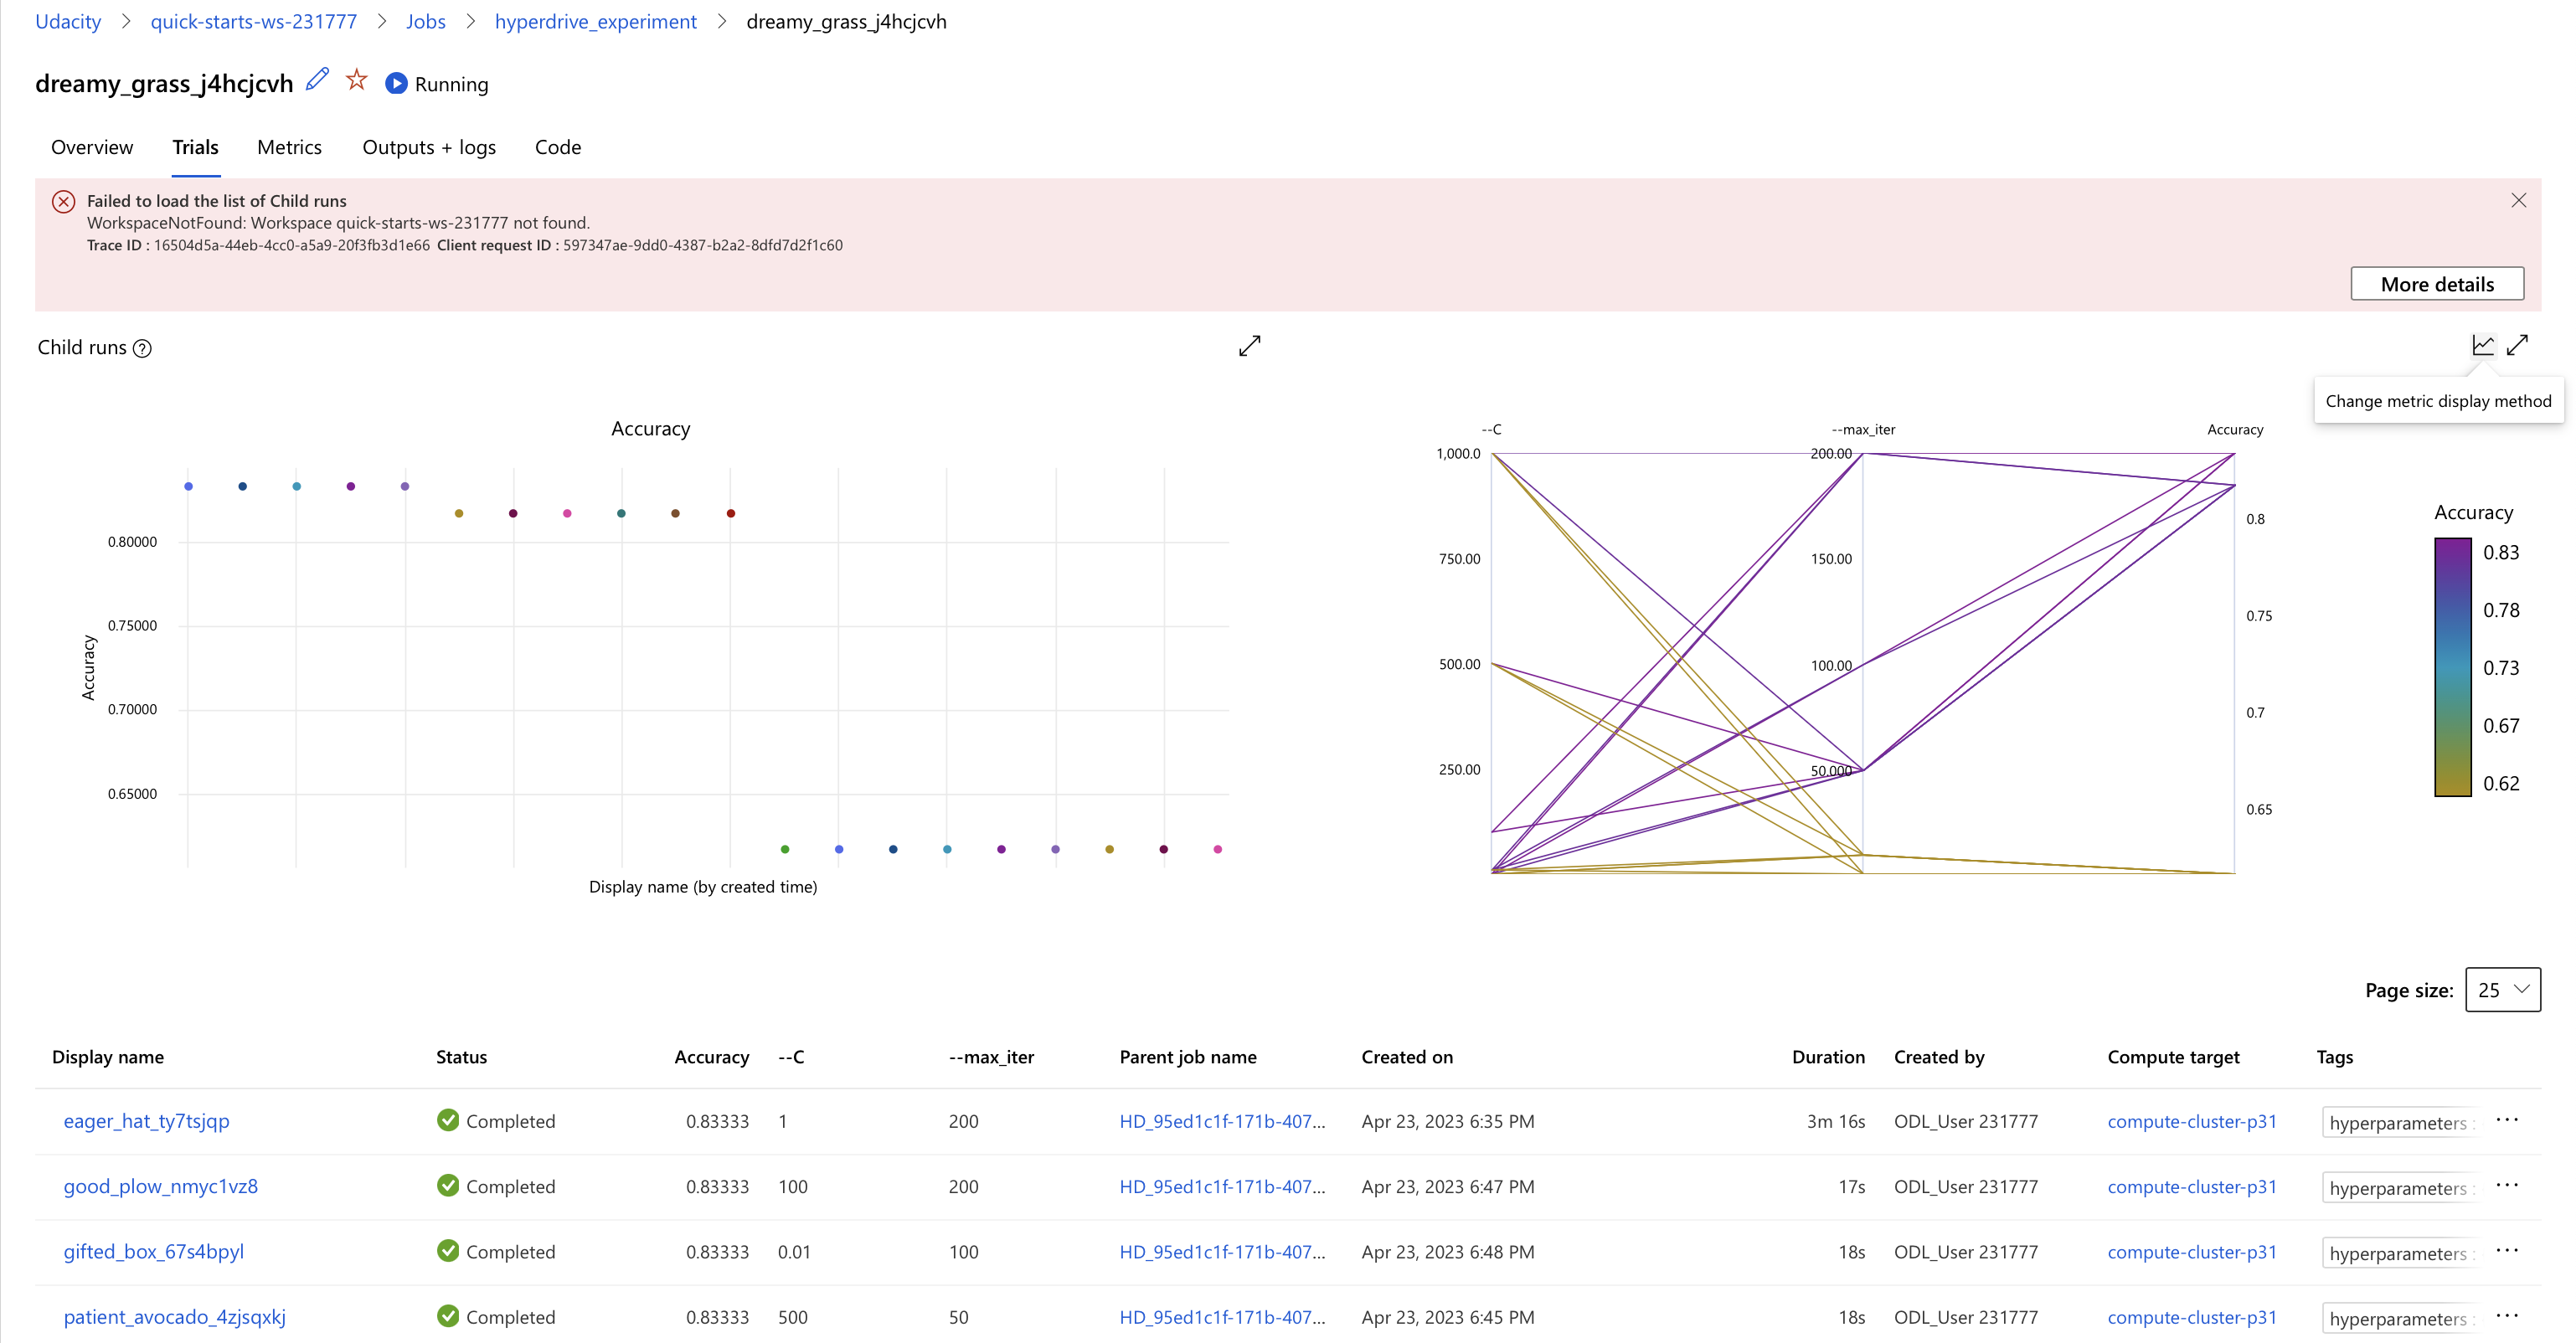 Udacity > quick-starts-ws-231777 > Jobs > hyperdrive_experiment > dreamy_grass_j4hcjcvh
dreamy_grass_j4hcjcvh Running
Overview Trials Metrics Outputs + logs Code
Failed to load the list of Child runs
WorkspaceNotFound: Workspace quick-starts-ws-231777 not found.
Trace ID : 16504d5a-44eb-4cc0-a5a9-20f3fb3d1e66 Client request ID : 597347ae-9dd0-4387-b2a2-8dfd7d2f1c60
More details
Child runs
Change metric display method
Accuracy
Accuracy
0.80000
0.75000
0.70000
0.65000
Display name (by created time)
--C --max_iter Accuracy
1,000.0
750.00
500.00
250.00
200.00
150.00
100.00
50.000
0.8
0.75
0.7
0.65
Accuracy
0.83
0.78
0.73
0.67
0.62
Page size: 25
Display name Status Accuracy --C --max_iter Parent job name Created on Duration Created by Compute target Tags
eager_hat_ty7tsjqp Completed 0.83333 1 200 HD_95ed1c1f-171b-407... Apr 23, 2023 6:35 PM 3m 16s ODL_User 231777 compute-cluster-p31 hyperparameters : ...
good_plow_nmyc1vz8 Completed 0.83333 100 200 HD_95ed1c1f-171b-407... Apr 23, 2023 6:47 PM 17s ODL_User 231777 compute-cluster-p31 hyperparameters : ...
gifted_box_67s4bpyl Completed 0.83333 0.01 100 HD_95ed1c1f-171b-407... Apr 23, 2023 6:48 PM 18s ODL_User 231777 compute-cluster-p31 hyperparameters : ...
patient_avocado_4zjsqxkj Completed 0.83333 500 50 HD_95ed1c1f-171b-407... Apr 23, 2023 6:45 PM 18s ODL_User 231777 compute-cluster-p31 hyperparameters : ...